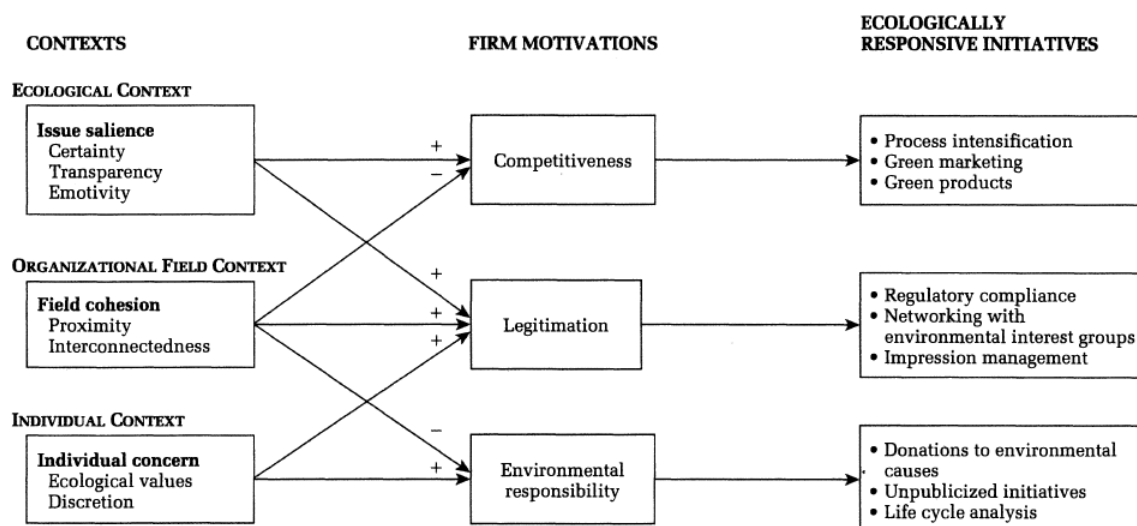 CONTEXTS
FIRM MOTIVATIONS
ECOLOGICALLY
RESPONSIVE INITIATIVES
ECOLOGICAL CONTEXT
Issue salience
Certainty
Transparency
Emotivity
+
−
Competitiveness
• Process intensification
• Green marketing
• Green products
ORGANIZATIONAL FIELD CONTEXT
Field cohesion
Proximity
Interconnectedness
+
+
+
Legitimation
• Regulatory compliance
• Networking with
environmental interest groups
• Impression management
INDIVIDUAL CONTEXT
Individual concern
Ecological values
Discretion
−
+
Environmental
responsibility
• Donations to environmental
causes
• Unpublicized initiatives
• Life cycle analysis